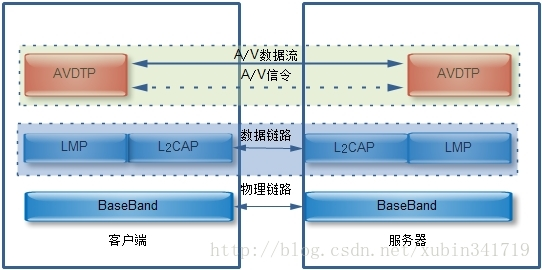 A/V数据流
AVDTP
A/V信令
AVDTP
LMP
L2CAP
数据链路
L2CAP
LMP
物理链路
BaseBand
BaseBand
客户端
服务器
http://blog.csdn.net/xubin341719